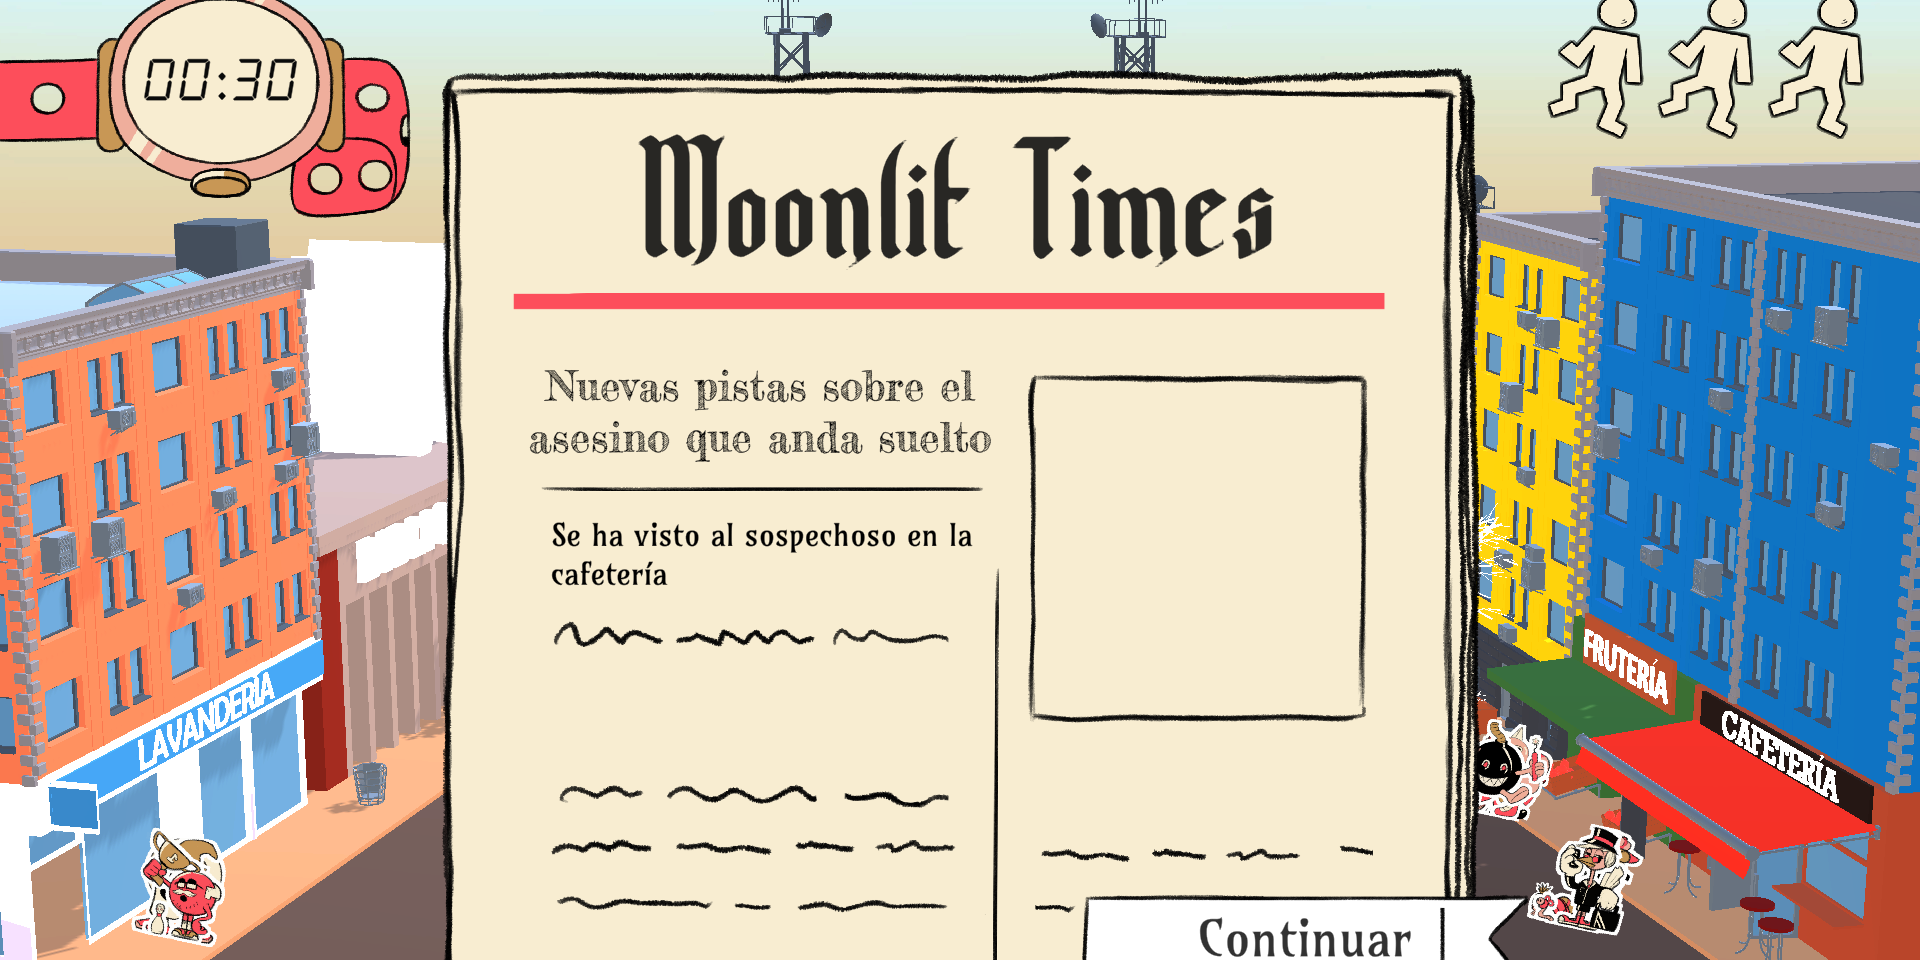 00:30
Moonlit Times
Nuevas pistas sobre el
asesino que anda suelto
Se ha visto al sospechoso en la
cafetería
LAVANDERÍA
FRUTERÍA
CAFETERÍA
Continuar